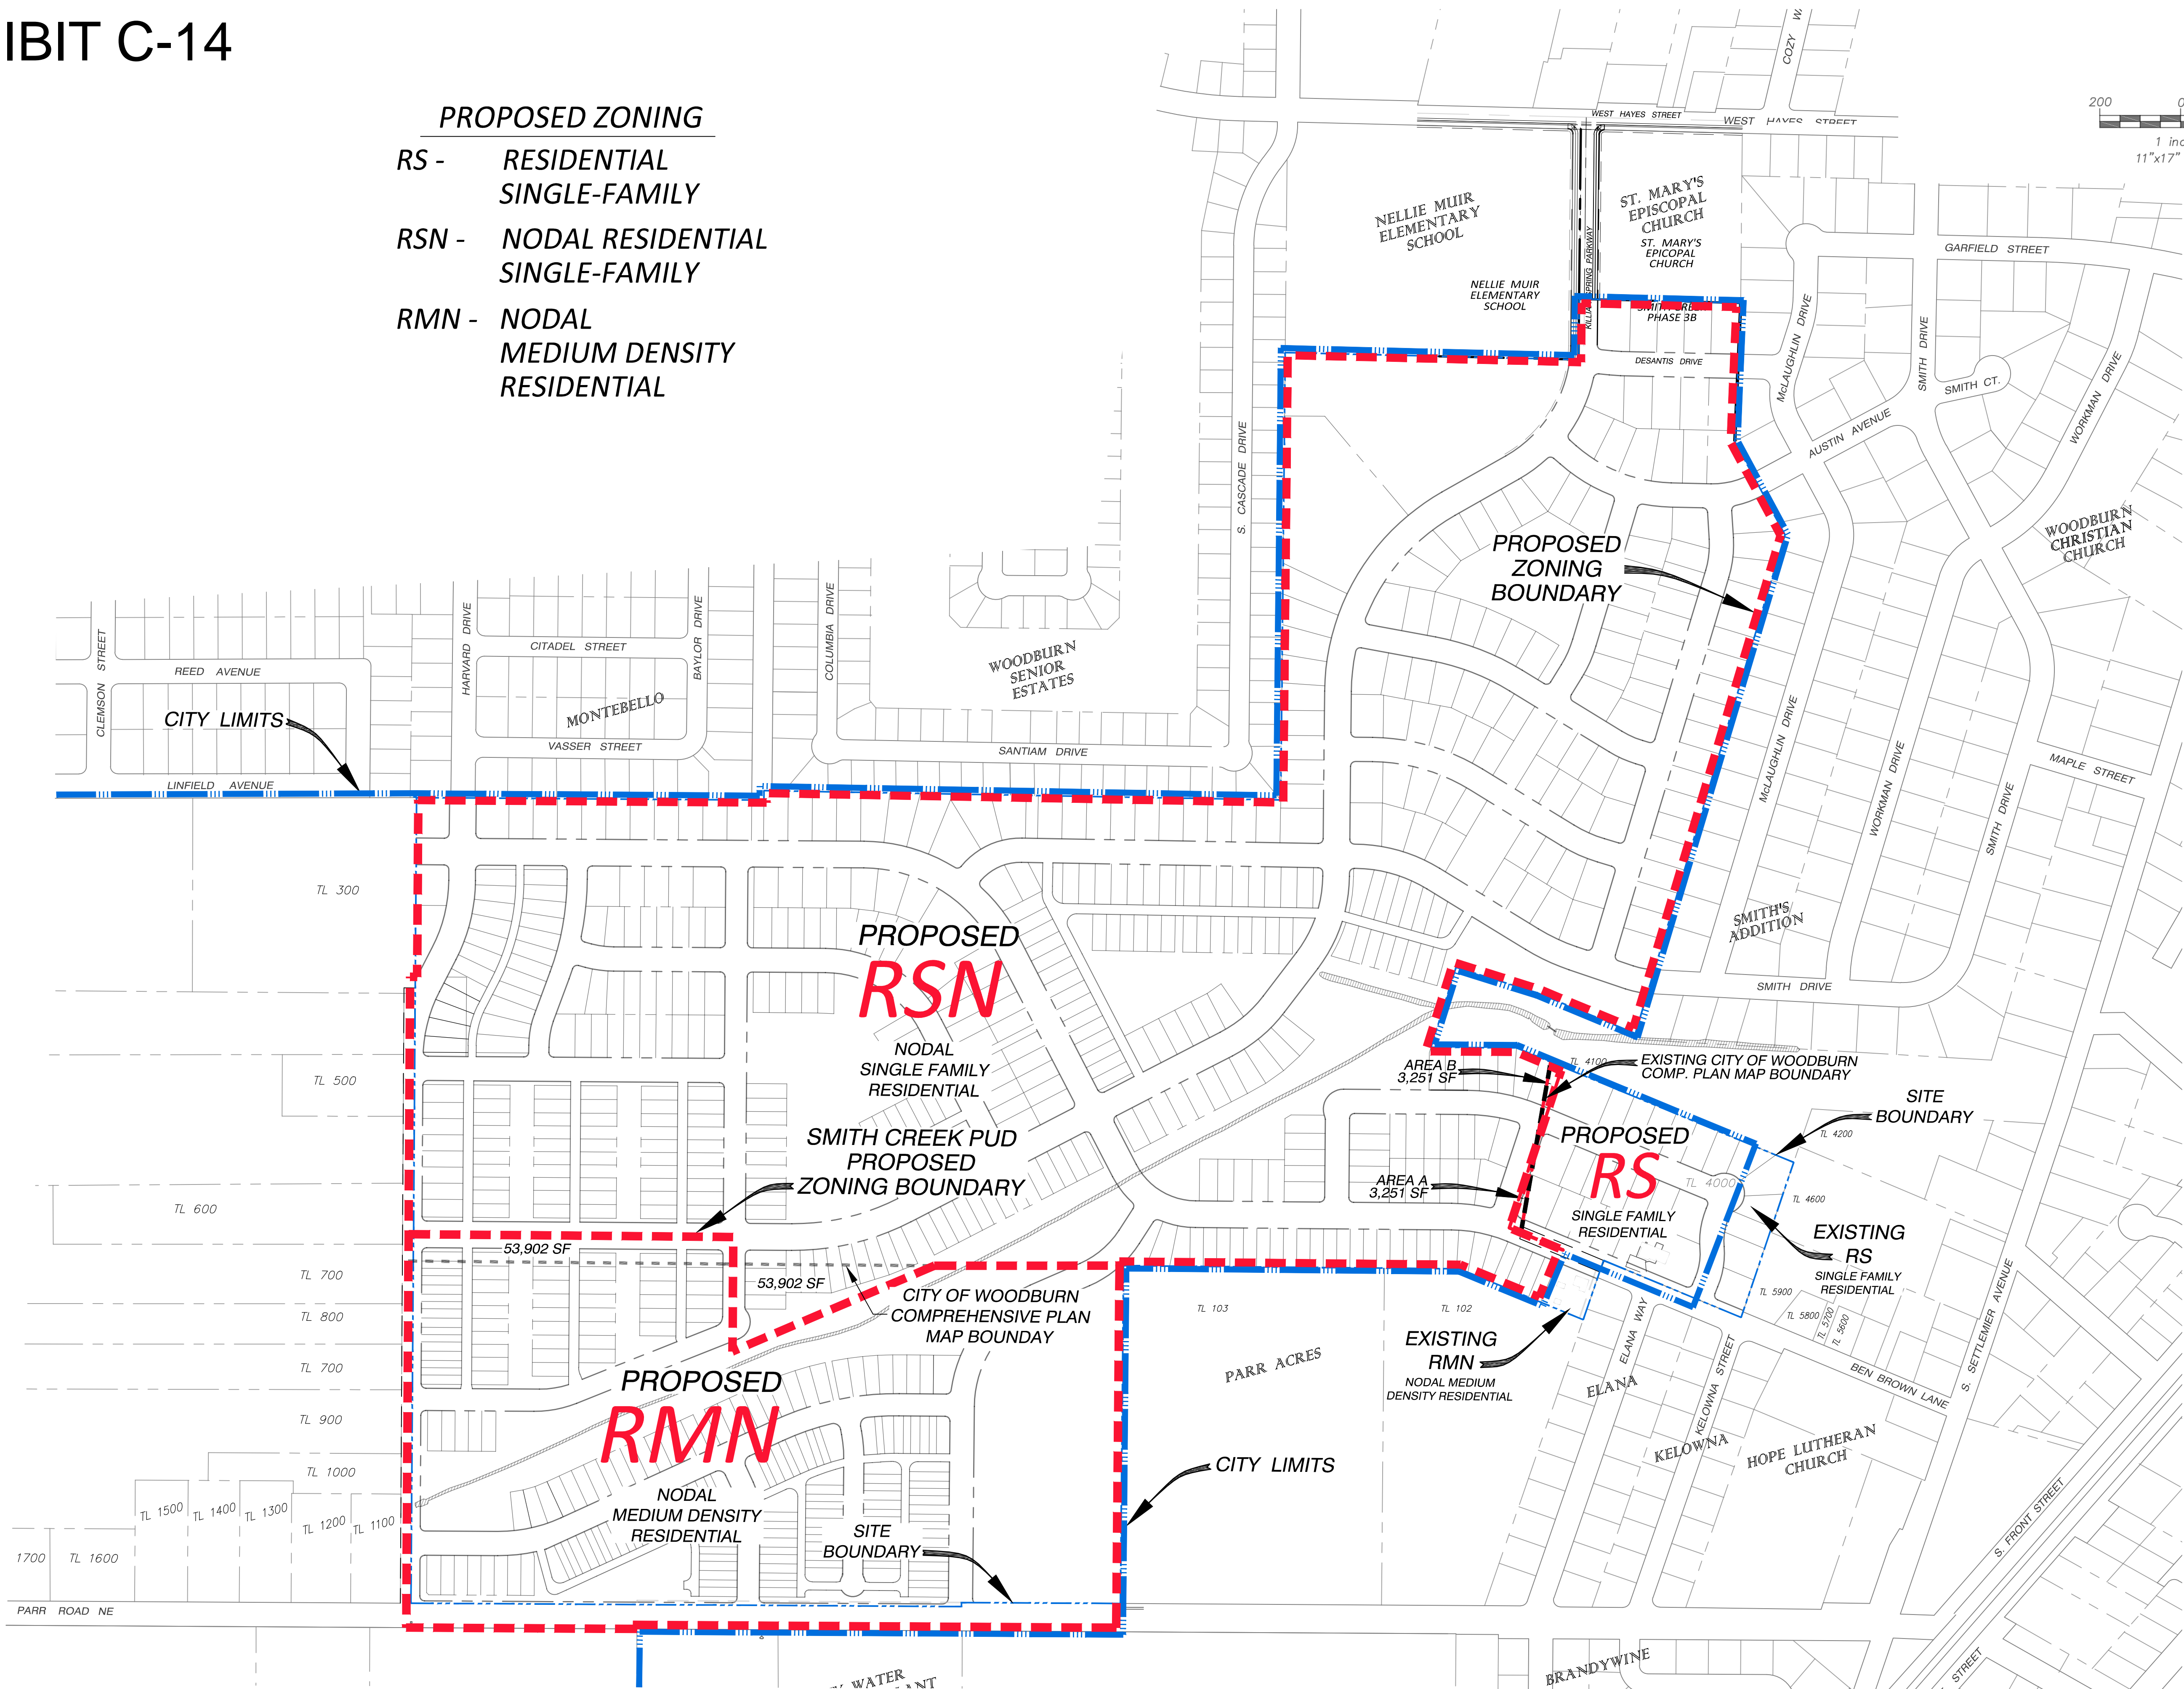 IBIT C-14
PROPOSED ZONING
RS - RESIDENTIAL
SINGLE-FAMILY
RSN - NODAL RESIDENTIAL
SINGLE-FAMILY
RMN - NODAL
MEDIUM DENSITY
RESIDENTIAL
200 0
11"x17"
COZY
WEST HAYES STREET
WEST HAYES STREET
NELLIE MUIR
ELEMENTARY
SCHOOL
NELLIE MUIR
ELEMENTARY
SCHOOL
SPRING PARKWAY
ST. MARY'S
EPISCOPAL
CHURCH
ST. MARY'S
EPICOPAL
CHURCH
PHASE 3B
DESANTIS DRIVE
GARFIELD STREET
McLAUGHLIN DRIVE
SMITH DRIVE
SMITH CT.
WORKMAN DRIVE
AUSTIN AVENUE
S. CASCADE DRIVE
WOODBURN
CHRISTIAN
CHURCH
PROPOSED
ZONING
BOUNDARY
CLEMSON STREET
REED AVENUE
CITY LIMITS
LINFIELD AVENUE
HARVARD DRIVE
CITADEL STREET
MONTEBELLO
VASSER STREET
BAYLOR DRIVE
COLUMBIA DRIVE
WOODBURN
SENIOR
ESTATES
SANTIAM DRIVE
McLAUGHLIN DRIVE
WORKMAN DRIVE
SMITH DRIVE
MAPLE STREET
SMITH'S
ADDITION
SMITH DRIVE
TL 300
TL 500
TL 600
TL 700
TL 800
TL 700
TL 900
TL 1000
TL 1500
TL 1400
TL 1300
TL 1200
TL 1100
1700
TL 1600
PARR ROAD NE
PROPOSED
RSN
NODAL
SINGLE FAMILY
RESIDENTIAL
SMITH CREEK PUD
PROPOSED
ZONING BOUNDARY
53,902 SF
53,902 SF
CITY OF WOODBURN
COMPREHENSIVE PLAN
MAP BOUNDAY
PROPOSED
RMN
NODAL
MEDIUM DENSITY
RESIDENTIAL
SITE
BOUNDARY
CITY LIMITS
TL 103
TL 102
PARR ACRES
AREA B
3,251 SF
AREA A
3,251 SF
TL 4100
EXISTING CITY OF WOODBURN
COMP. PLAN MAP BOUNDARY
SITE
BOUNDARY
TL 4200
PROPOSED
RS
TL 4000
SINGLE FAMILY
RESIDENTIAL
TL 4600
EXISTING
RS
SINGLE FAMILY
RESIDENTIAL
TL 5900
TL 5800
TL 5700
TL 5600
EXISTING
RMN
NODAL MEDIUM
DENSITY RESIDENTIAL
ELANA WAY
ELANA
KELOWNA STREET
KELOWNA
BEN BROWN LANE
S. SETTLEMIER AVENUE
HOPE LUTHERAN
CHURCH
S. FRONT STREET
STREET
BRANDYWINE
WATER